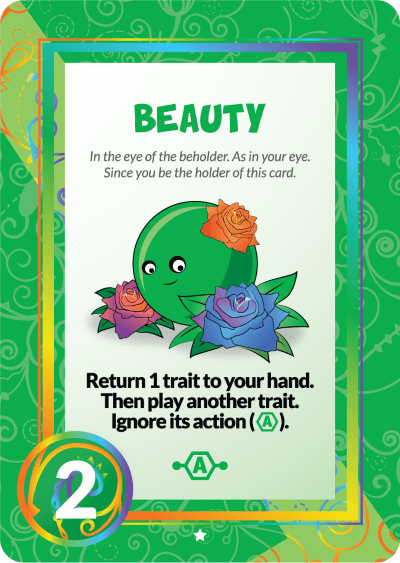 BEAUTY
In the eye of the beholder. As in your eye.
Since you be the holder of this card.
Return 1 trait to your hand.
Then play another trait.
Ignore its action (A).
A
2